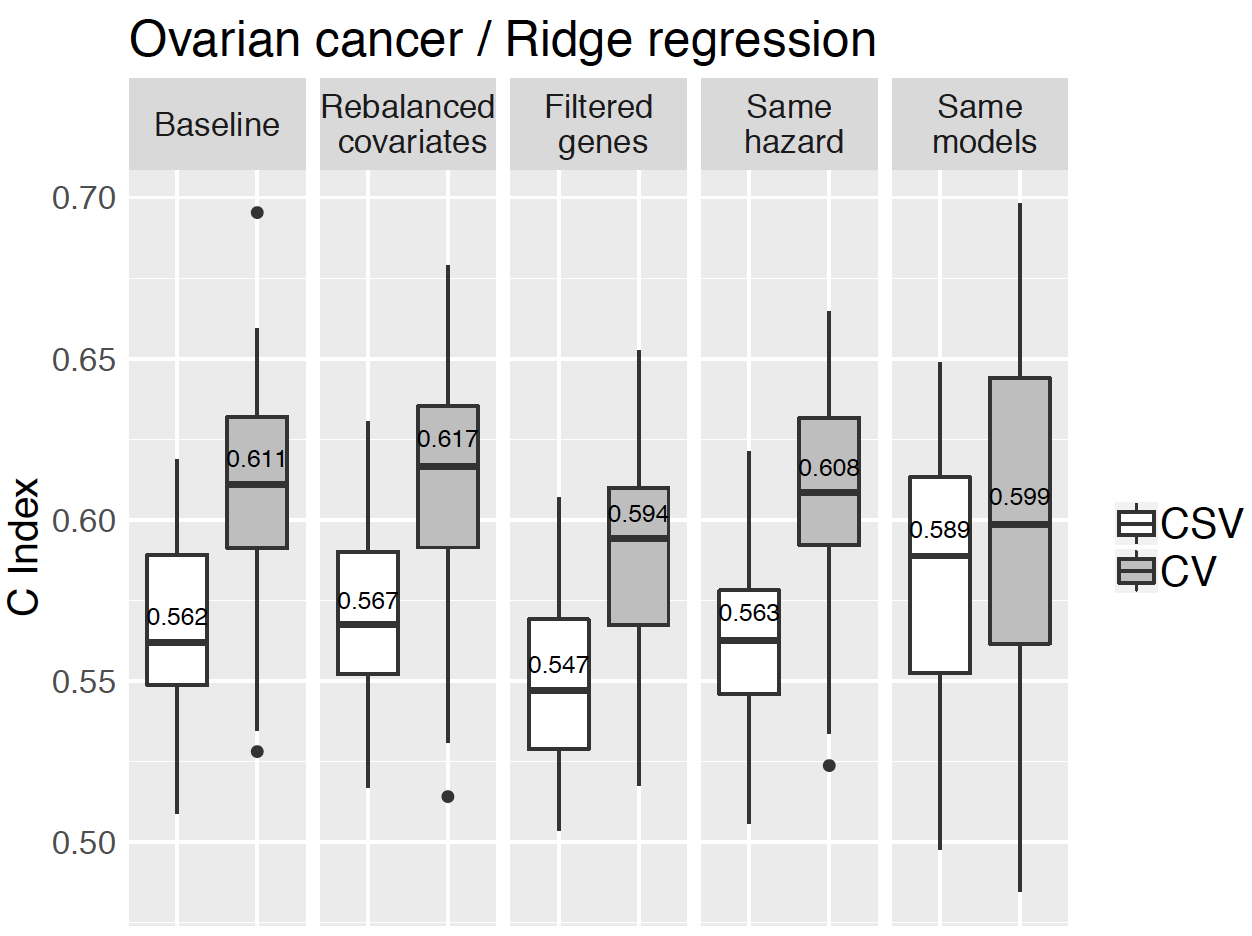 Ovarian cancer / Ridge regression
Baseline
Rebalanced
covariates
Filtered
genes
Same
hazard
Same
models
0.70
0.65
0.60
0.55
0.50
C Index
0.562
0.611
0.567
0.617
0.547
0.594
0.563
0.608
0.589
0.599
CSV
CV